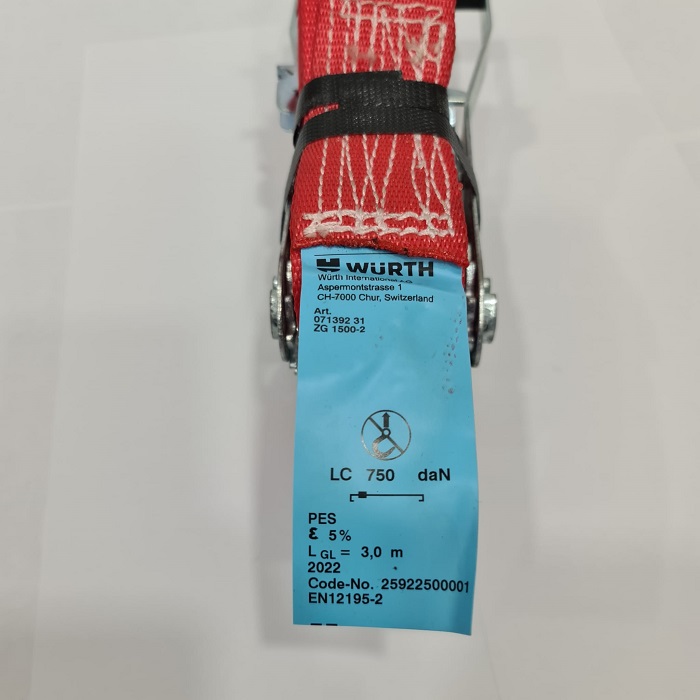 WÜRTH
Würth International AG
Aspermontstrasse 1
CH-7000 Chur, Switzerland
Art.
071392 31
ZG 1500-2
LC 750 daN
PES
ε 5%
L GL = 3,0 m
2022
Code-No. 25922500001
EN12195-2